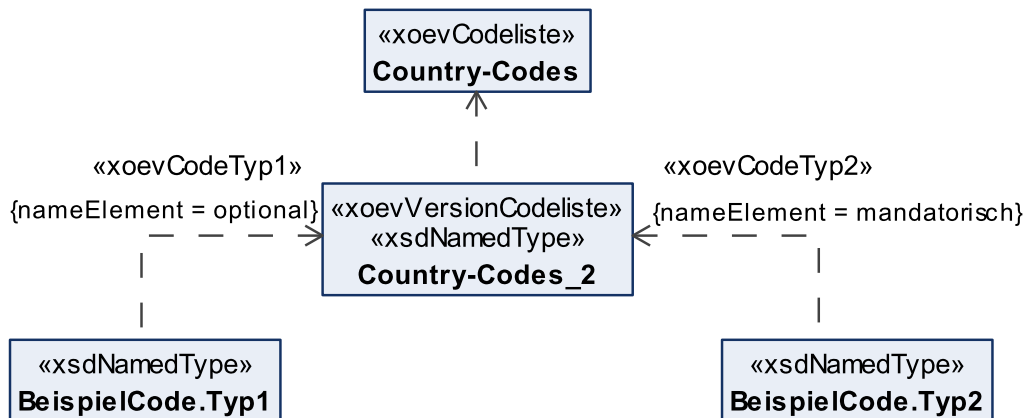 «xoevCodeliste»
Country-Codes
«xoevCodeTyp1»
{nameElement = optional}
«xoevCodeTyp2»
{nameElement = mandatorisch}
«xoevVersionCodeliste»
«xsdNamedType»
Country-Codes_2
«xsdNamedType»
BeispielCode.Typ1
«xsdNamedType»
BeispielCode.Typ2